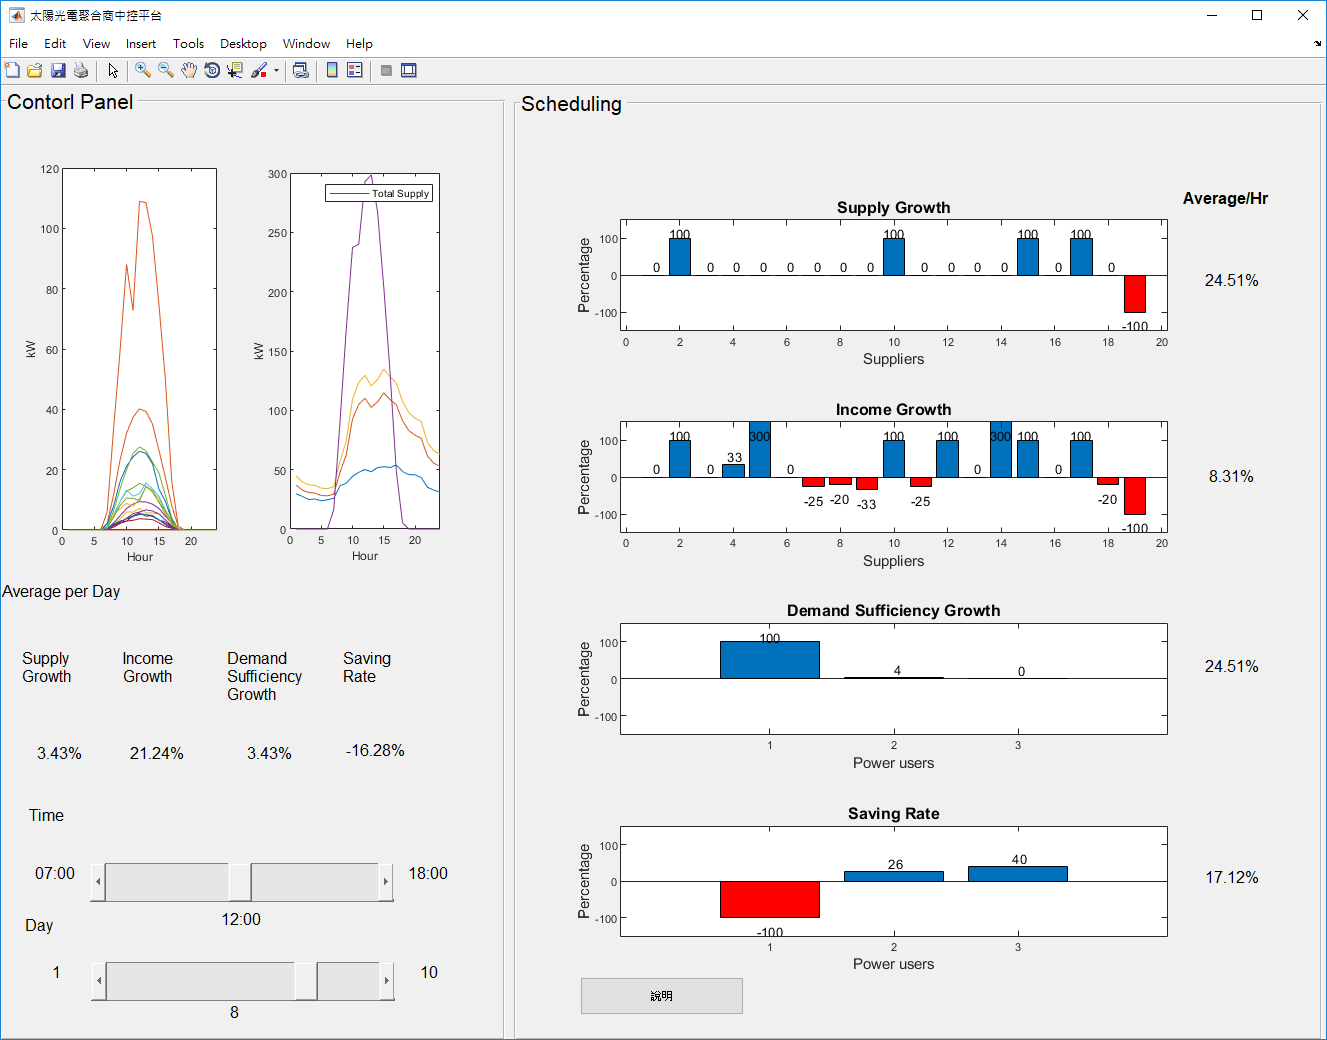 太陽光電聚合商中控平台
File Edit View Insert Tools Desktop Window Help
Contorl Panel
120
100
80
60
40
20
0
kW
0 5 10 15 20
Hour
300
250
200
150
100
50
0
kW
Total Supply
0 5 10 15 20
Hour
Average per Day
Supply
Growth
Income
Growth
Demand
Sufficiency
Growth
Saving
Rate
3.43% 21.24% 3.43% -16.28%
Time
07:00 18:00
12:00
Day
1 10
8
Scheduling
Average/Hr
Supply Growth
Percentage
100
0
-100
0 100 0 0 0 0 0 0 0 100 0 0 0 0 100 0 100 0 -100
0 2 4 6 8 10 12 14 16 18 20
Suppliers
24.51%
Income Growth
Percentage
100
0
-100
0 100 0 33 300 0 -25 -20 -33 100 -25 100 0 300 100 0 100 -20 -100
0 2 4 6 8 10 12 14 16 18 20
Suppliers
8.31%
Demand Sufficiency Growth
Percentage
100
0
-100
100 4 0
1 2 3
Power users
24.51%
Saving Rate
Percentage
100
0
-100
-100 26 40
1 2 3
Power users
17.12%
說明